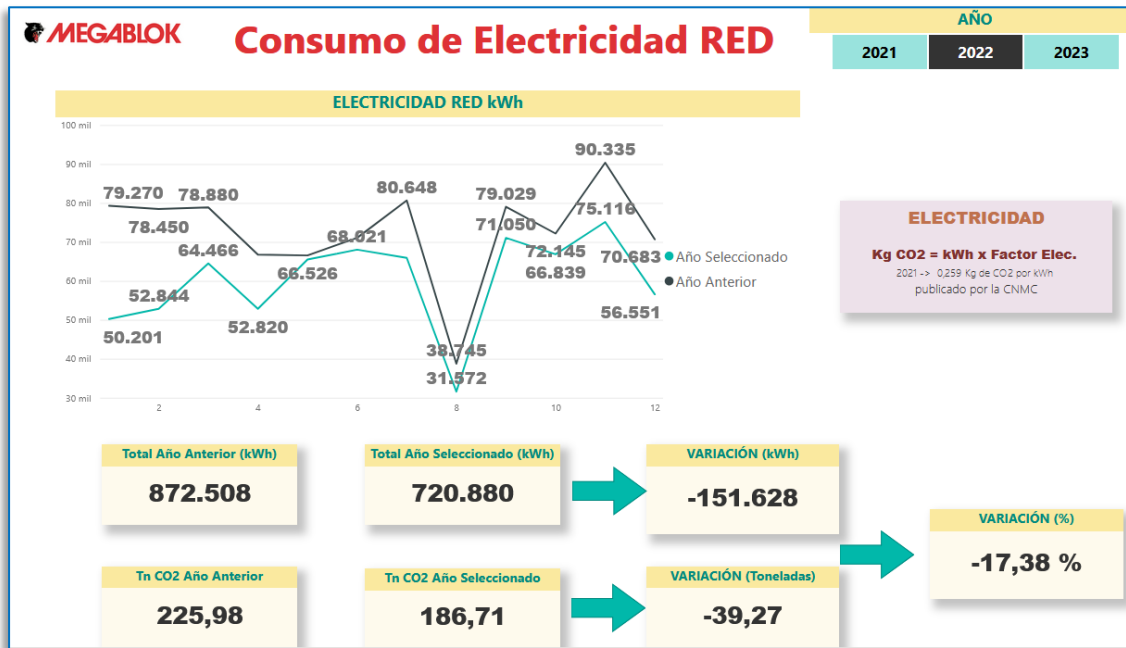 MEGABLOK
Consumo de Electricidad RED
AÑO
2021 2022 2023
ELECTRICIDAD RED kWh
100 mil
90 mil
80 mil
70 mil
60 mil
50 mil
40 mil
30 mil
79.270
78.450
78.880
80.648
79.029
90.335
64.466
68.021
71.050
75.116
52.844
66.526
72.145
66.839
70.683
50.201
52.820
56.551
38.745
31.572
2 4 6 8 10 12
Año Seleccionado
Año Anterior
ELECTRICIDAD
Kg CO2 = kWh x Factor Elec.
2021 -> 0,259 Kg de CO2 por kWh
publicado por la CNMC
Total Año Anterior (kWh)
872.508
Total Año Seleccionado (kWh)
720.880
VARIACIÓN (kWh)
-151.628
VARIACIÓN (%)
-17,38 %
Tn CO2 Año Anterior
225,98
Tn CO2 Año Seleccionado
186,71
VARIACIÓN (Toneladas)
-39,27